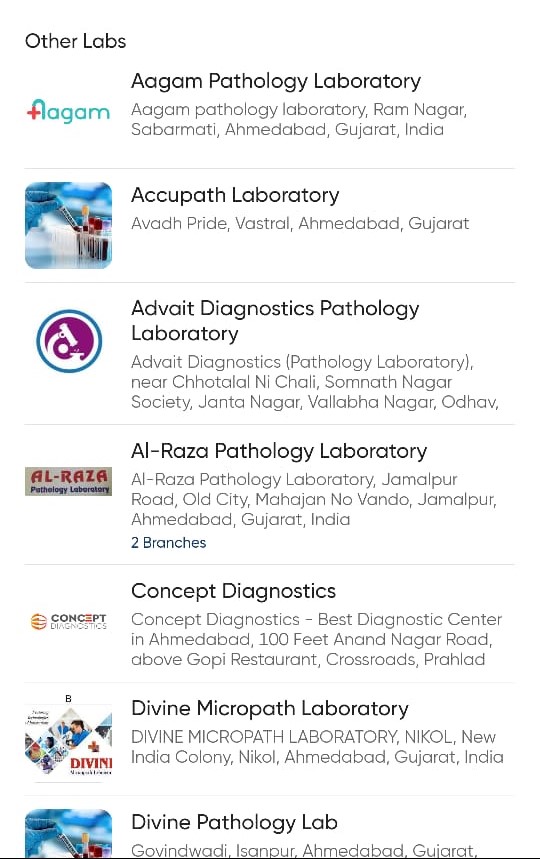 Other Labs
Aagam
Aagam Pathology Laboratory
Aagam pathology laboratory, Ram Nagar,
Sabarmati, Ahmedabad, Gujarat, India
Accupath Laboratory
Avadh Pride, Vastral, Ahmedabad, Gujarat
Advait Diagnostics Pathology
Laboratory
Advait Diagnostics (Pathology Laboratory),
near Chhotalal Ni Chali, Somnath Nagar
Society, Janta Nagar, Vallabha Nagar, Odhav,
AL-RAZA
Pathology Laboratory
Al-Raza Pathology Laboratory
Al-Raza Pathology Laboratory, Jamalpur
Road, Old City, Mahajan No Vando, Jamalpur,
Ahmedabad, Gujarat, India
2 Branches
CONCEPT
DIAGNOSTICS
Concept Diagnostics
Concept Diagnostics - Best Diagnostic Center
in Ahmedabad, 100 Feet Anand Nagar Road,
above Gopi Restaurant, Crossroads, Prahlad
B
DIVINI
Divine Micropath Laboratory
DIVINE MICROPATH LABORATORY, NIKOL, New
India Colony, Nikol, Ahmedabad, Gujarat, India
Divine Pathology Lab
Govindwadi, Isanpur, Ahmedabad, Gujarat,